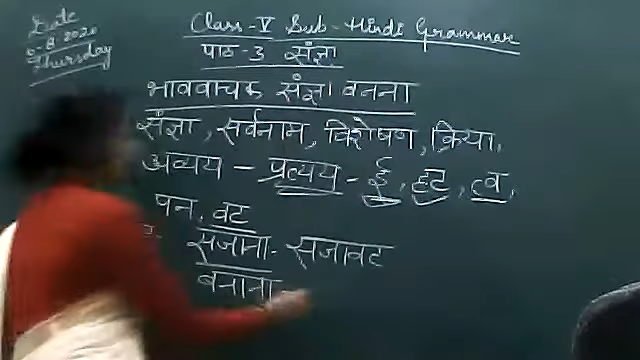 Date
6-8-2020
Thursday
Class-V Sub-Hindi Grammar
पाठ-3 संज्ञा
भाववाचक संज्ञा बनना
संज्ञा, सर्वनाम, विशेषण, क्रिया,
अव्यय - प्रत्यय - ई, हट, त्व,
पन, वट
सजाना - सजावट
बनाना -